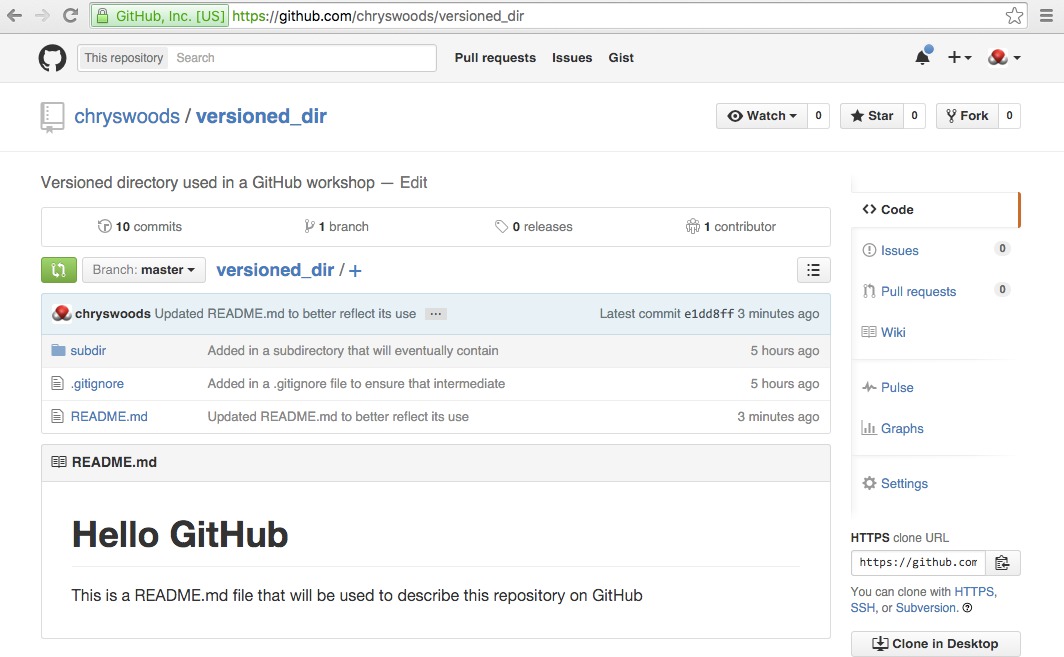 GitHub, Inc. [US] https://github.com/chryswoods/versioned_dir
This repository Search Pull requests Issues Gist
chryswoods / versioned_dir Watch 0 Star 0 Fork 0
Versioned directory used in a GitHub workshop — Edit
10 commits 1 branch 0 releases 1 contributor
Branch: master versioned_dir / +
chryswoods Updated README.md to better reflect its use ... Latest commit e1dd8ff 3 minutes ago
subdir Added in a subdirectory that will eventually contain 5 hours ago
.gitignore Added in a .gitignore file to ensure that intermediate 5 hours ago
README.md Updated README.md to better reflect its use 3 minutes ago
README.md
Hello GitHub
This is a README.md file that will be used to describe this repository on GitHub
Code
Issues 0
Pull requests 0
Wiki
Pulse
Graphs
Settings
HTTPS clone URL
https://github.com
You can clone with HTTPS,
SSH, or Subversion.
Clone in Desktop